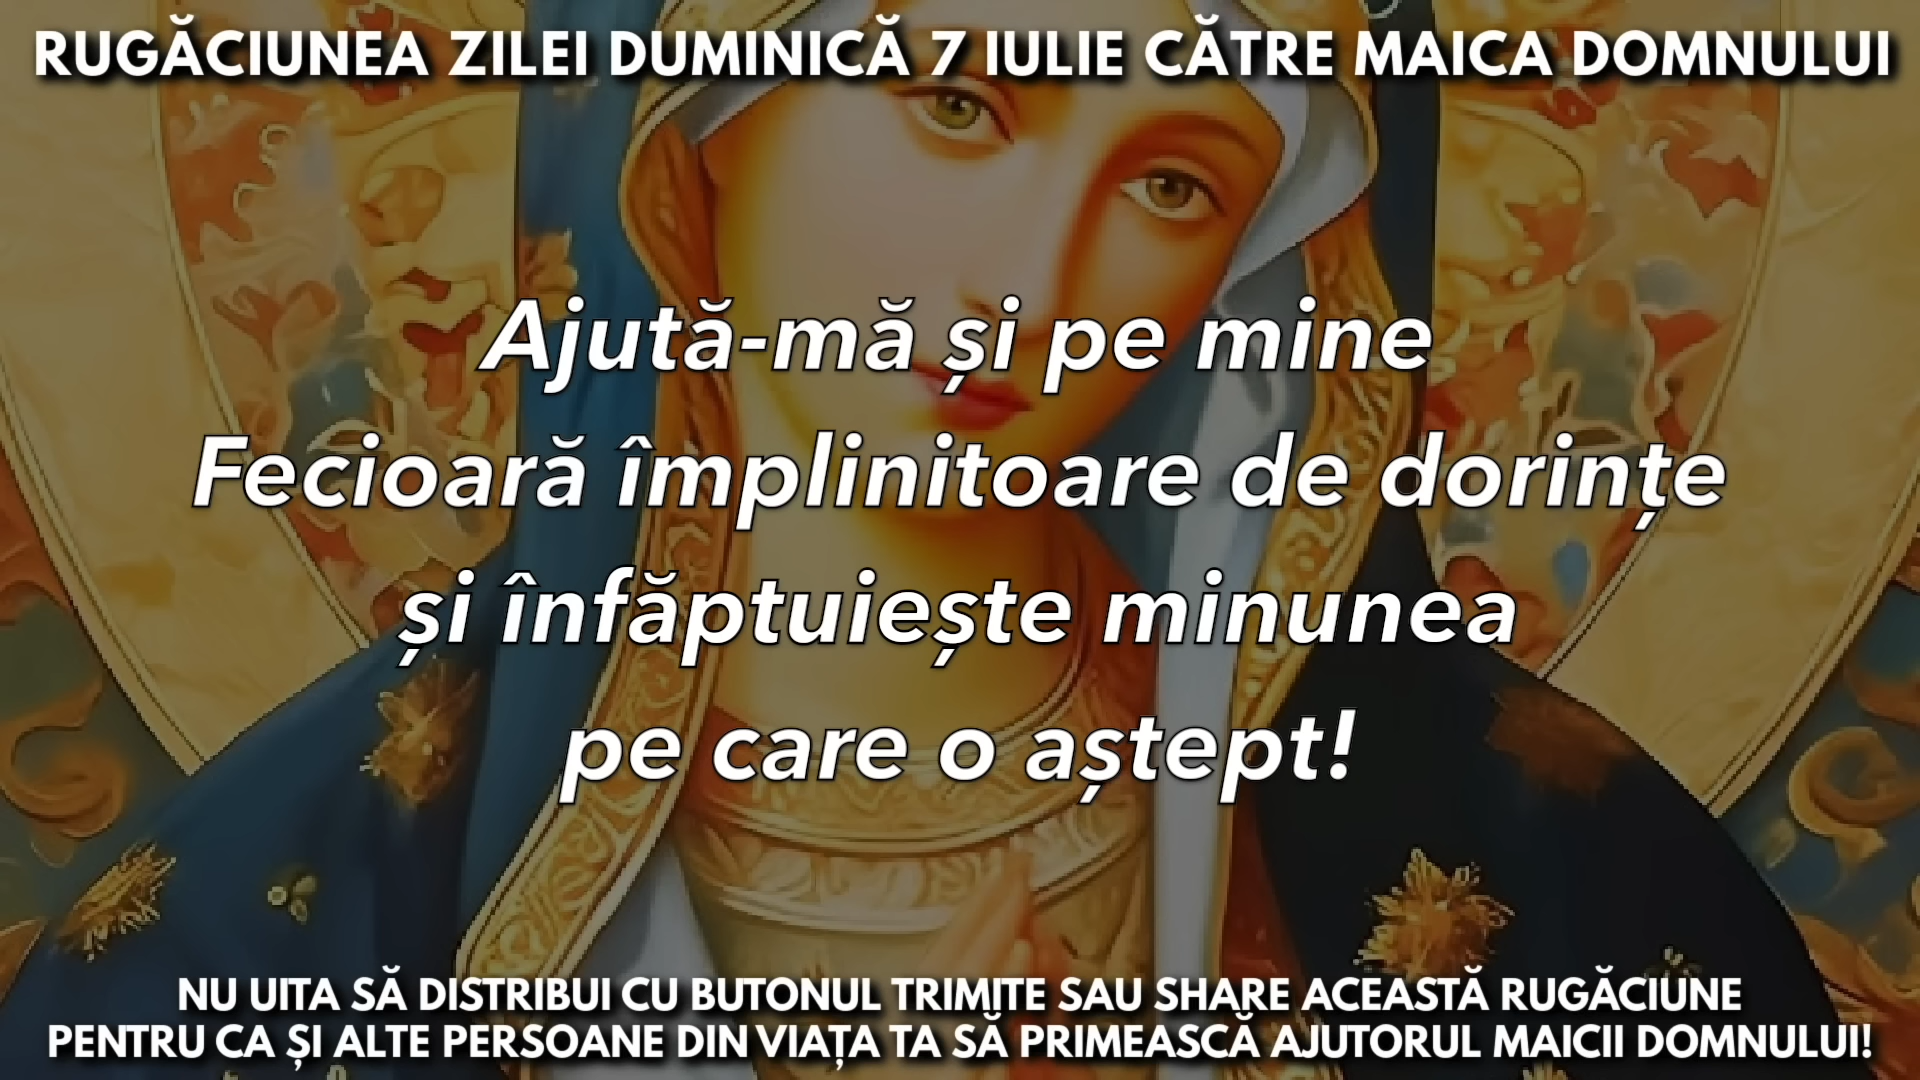 RUGĂCIUNEA ZILEI DUMINICĂ 7 IULIE CĂTRE MAICA DOMNULUI
Ajută-mă și pe mine
Fecioară împlinitoare de dorințe
și înfăptuiește minunea
pe care o aștept!
NU UITA SĂ DISTRIBUI CU BUTONUL TRIMITE SAU SHARE ACEASTĂ RUGĂCIUNE
PENTRU CA ȘI ALTE PERSOANE DIN VIAȚA TA SĂ PRIMEASCĂ AJUTORUL MAICII DOMNULUI!